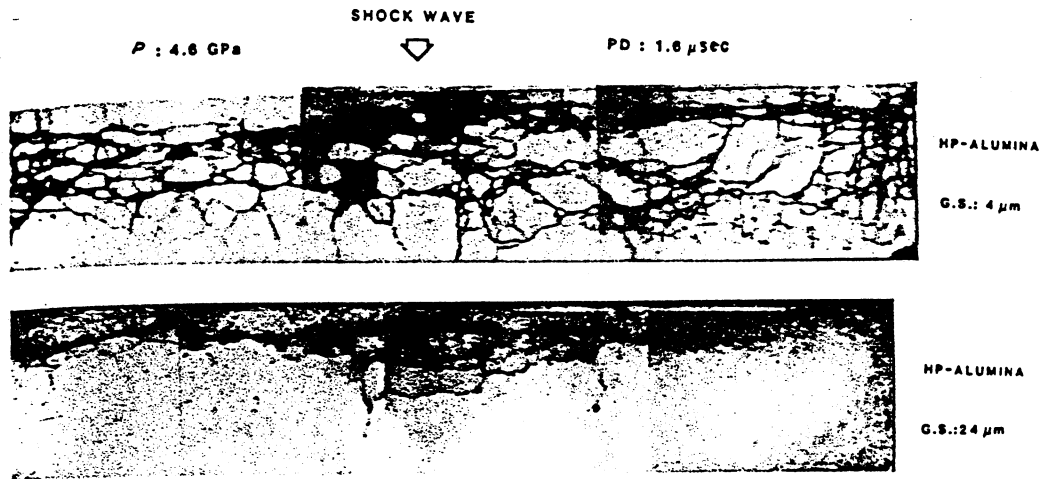 SHOCK WAVE
P : 4.6 GPa
PD : 1.6 μsec
HP-ALUMINA
G.S.: 4 μm
HP-ALUMINA
G.S.:24 μm